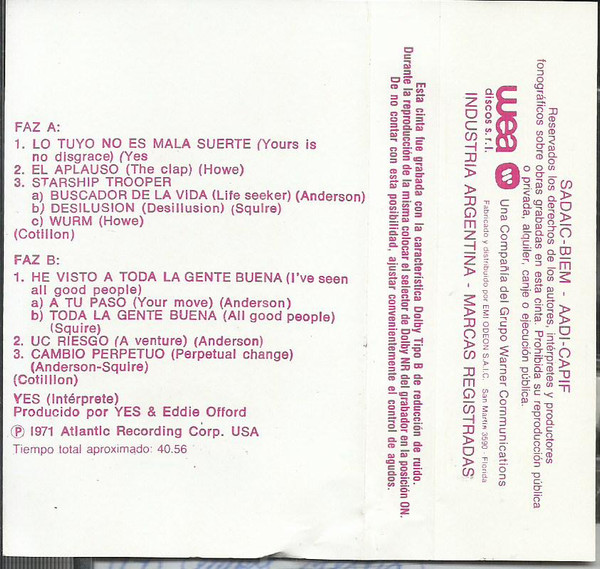 FAZ A:
1. LO TUYO NO ES MALA SUERTE (Yours is
no disgrace) (Yes
2. EL APLAUSO (The clap) (Howe)
3. STARSHIP TROOPER
a) BUSCADOR DE LA VIDA (Life seeker) (Anderson)
b) DESILUSION (Desillusion) (Squire)
c) WURM (Howe)
(Cotillon)
FAZ B:
1. HE VISTO A TODA LA GENTE BUENA (I've seen
all good people)
a) A TU PASO (Your move) (Anderson)
b) TODA LA GENTE BUENA (All good people)
(Squire)
2. UC RIESGO (A venture) (Anderson)
3. CAMBIO PERPETUO (Perpetual change)
(Anderson-Squire)
(Cotilllon)
YES (Intérprete)
Producido por YES & Eddie Offord
Ⓟ 1971 Atlantic Recording Corp. USA
Tiempo total aproximado: 40.56
Esta cinta fue grabada con la característica Dolby Tipo B de reducción de ruido.
Durante la reproducción de la misma colocar el selector de Dolby NR del grabador en la posición ON.
De no contar con esta posibilidad, ajustar convenientemente el control de agudos.
SADAIC-BIEM - AADI-CAPIF
Reservados los derechos de los autores, intérpretes y productores
fonográficos sobre obras grabadas en esta cinta. Prohibida su reproducción pública
o privada, alquiler, canje o ejecución pública.
wea
discos s.r.l.
Una Compañía del Grupo Warner Communications
Fabricado y distribuido por EMI ODEON S.A.I.C. San Martín 3590 - Florida
INDUSTRIA ARGENTINA - MARCAS REGISTRADAS